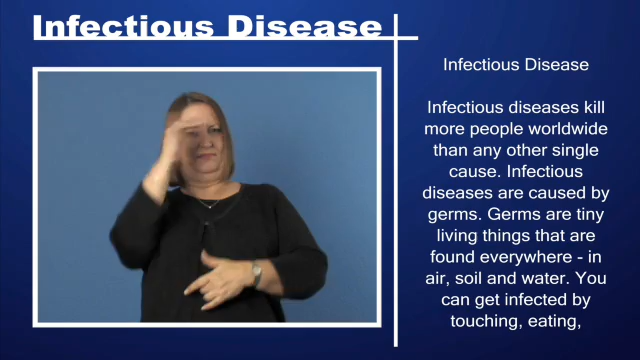 Infectious Disease
Infectious Disease
Infectious diseases kill
more people worldwide
than any other single
cause. Infectious
diseases are caused by
germs. Germs are tiny
living things that are
found everywhere - in
air, soil and water. You
can get infected by
touching, eating,